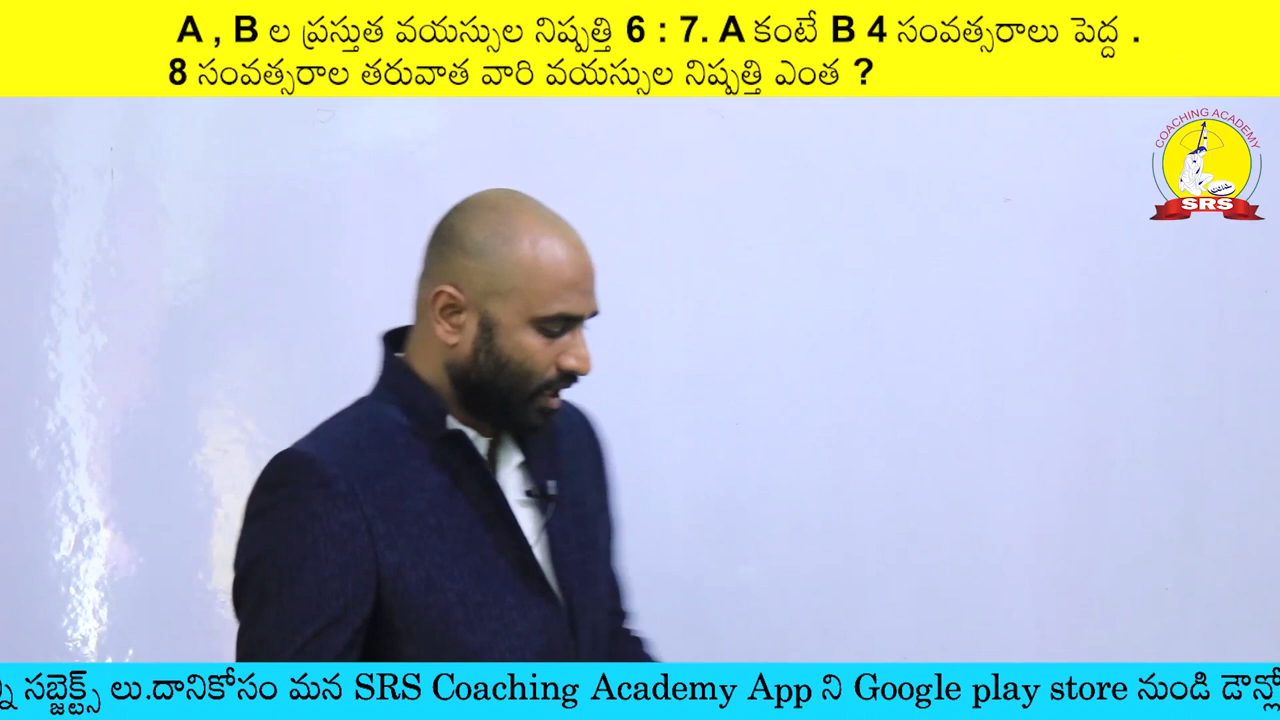 A , B ల ప్రస్తుత వయస్సుల నిష్పత్తి 6 : 7. A కంటే B 4 సంవత్సరాలు పెద్ద .
8 సంవత్సరాల తరువాత వారి వయస్సుల నిష్పత్తి ఎంత ?
COACHING ACADEMY
SRS
సబ్జెక్ట్స్ లు.దానికోసం మన SRS Coaching Academy App ని Google play store నుండి